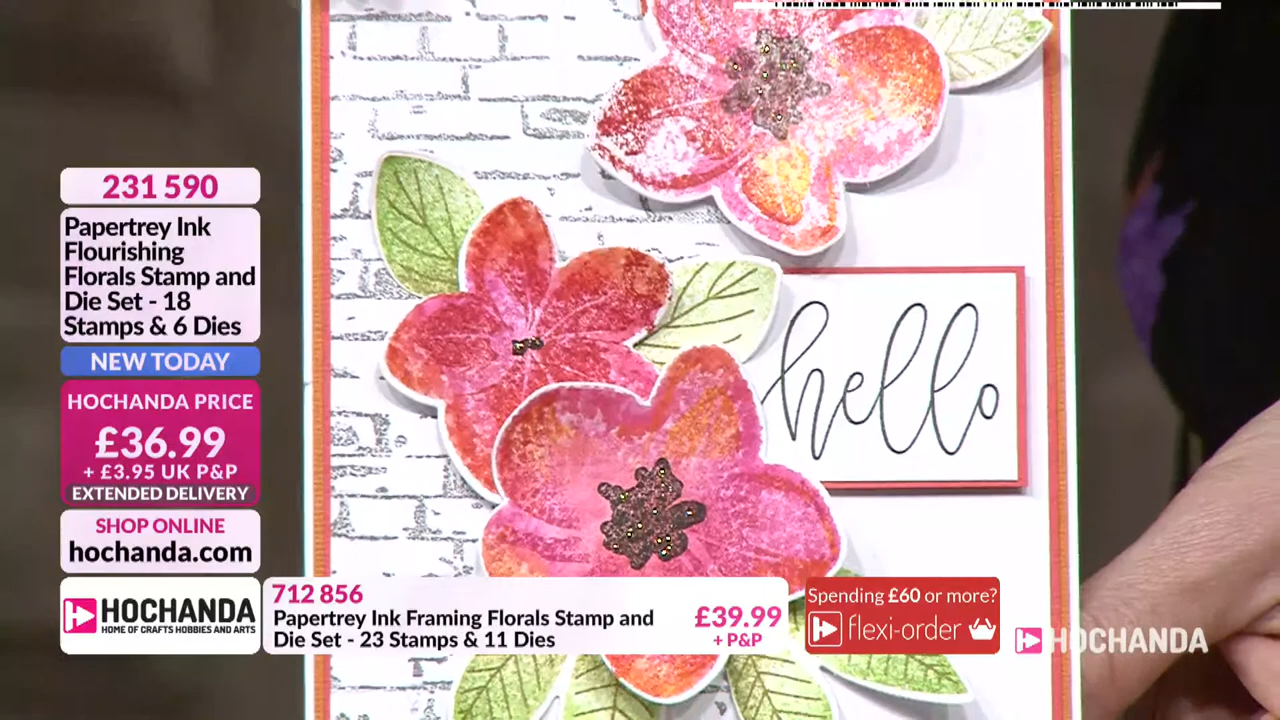 231 590
Papertrey Ink
Flourishing
Florals Stamp and
Die Set - 18
Stamps & 6 Dies
NEW TODAY
HOCHANDA PRICE
£36.99
+ £3.95 UK P&P
EXTENDED DELIVERY
SHOP ONLINE
hochanda.com
hello
HOCHANDA
HOME OF CRAFTS HOBBIES AND ARTS
712 856
Papertrey Ink Framing Florals Stamp and
Die Set - 23 Stamps & 11 Dies
£39.99
+ P&P
Spending £60 or more?
flexi-order
HOCHANDA